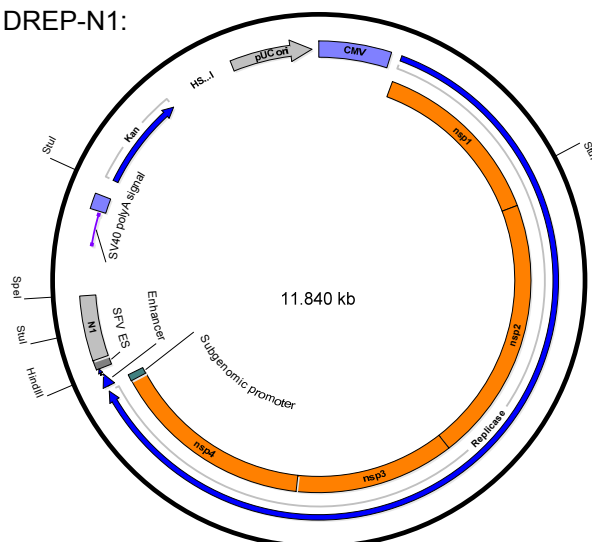 DREP-N1:
pUC ori
CMV
HS...I
Kan
nsp1
StuI
StuI
SV40 polyA signal
11.840 kb
SpeI
N1
SFV ES
Enhancer
Subgenomic promoter
StuI
HindIII
nsp2
Replicase
nsp4
nsp3